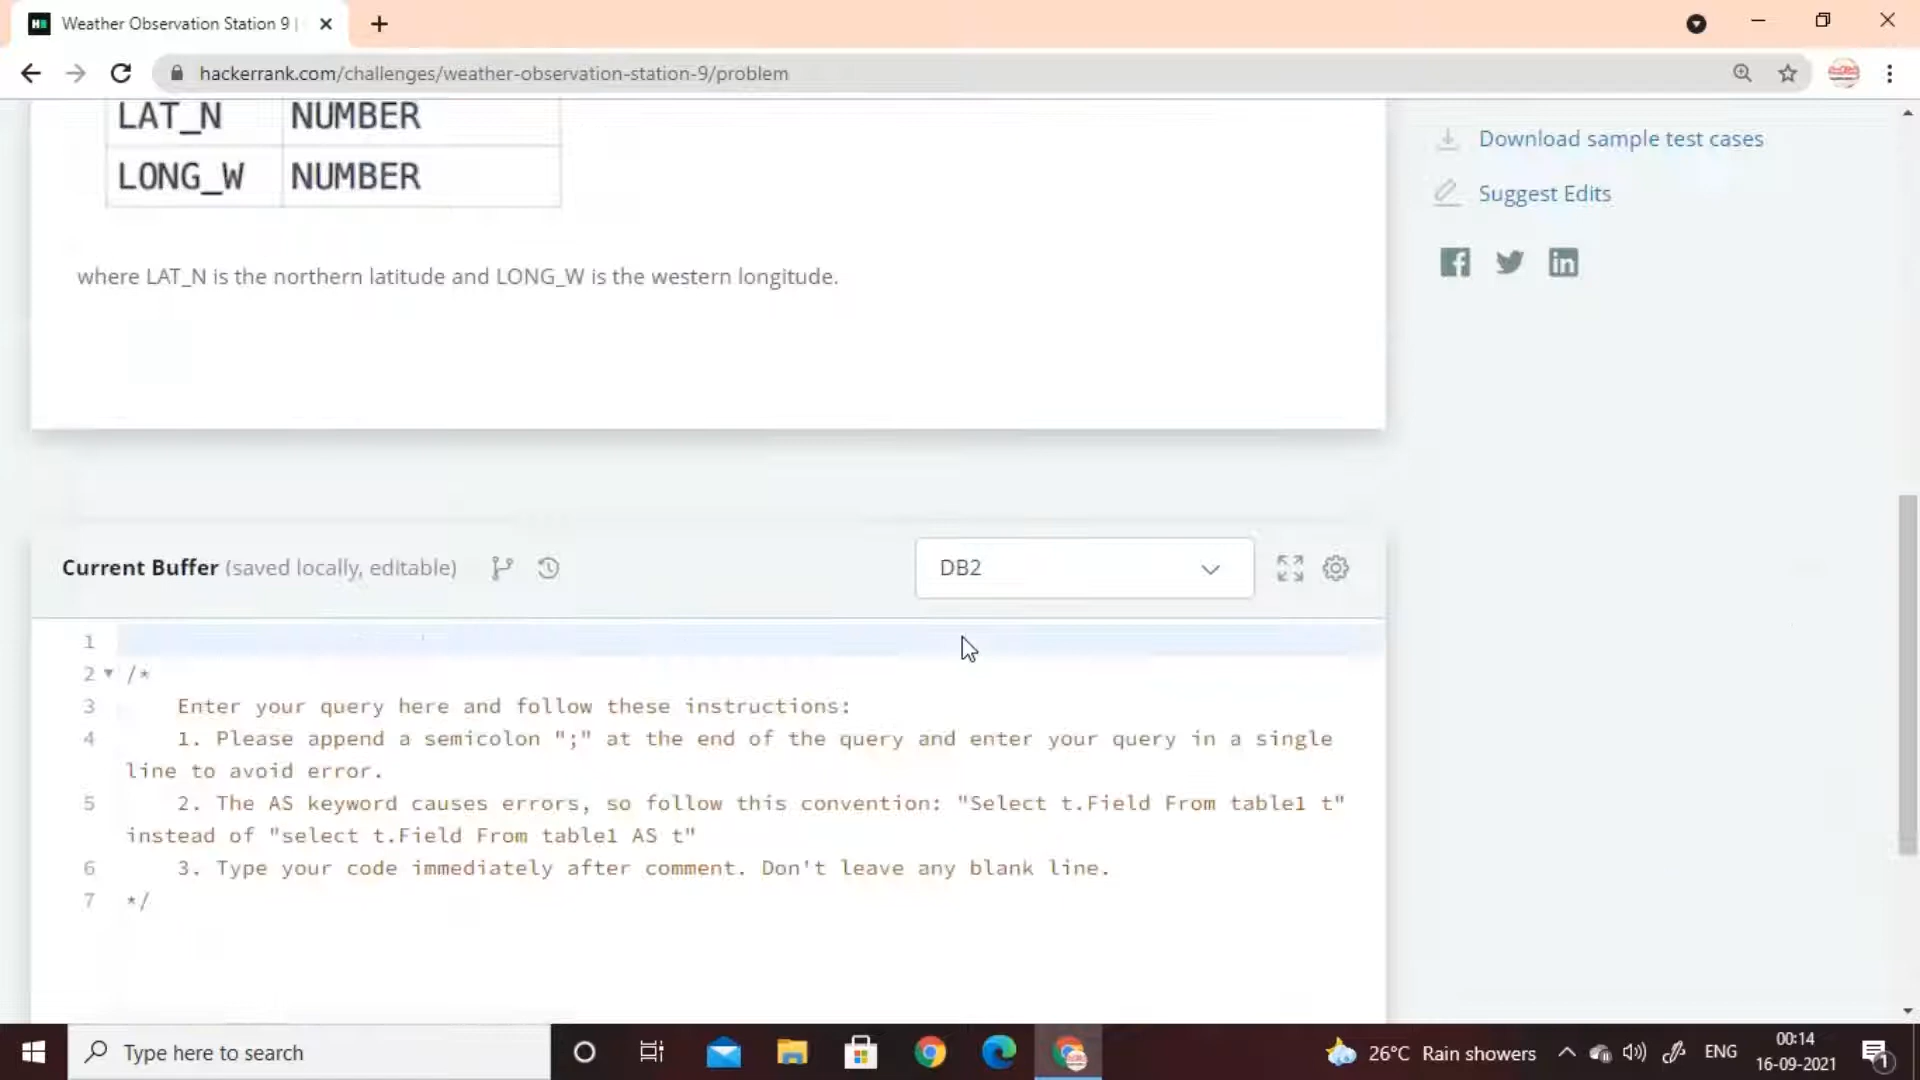 Weather Observation Station 9 |
hackerrank.com/challenges/weather-observation-station-9/problem
LAT_N NUMBER
LONG_W NUMBER
where LAT_N is the northern latitude and LONG_W is the western longitude.
Download sample test cases
Suggest Edits
Current Buffer (saved locally, editable)
DB2
1
2 /*
3 Enter your query here and follow these instructions:
4 1. Please append a semicolon ";" at the end of the query and enter your query in a single
line to avoid error.
5 2. The AS keyword causes errors, so follow this convention: "Select t.Field From table1 t"
instead of "select t.Field From table1 AS t"
6 3. Type your code immediately after comment. Don't leave any blank line.
7 */
Type here to search
26°C Rain showers
ENG
00:14
16-09-2021
1